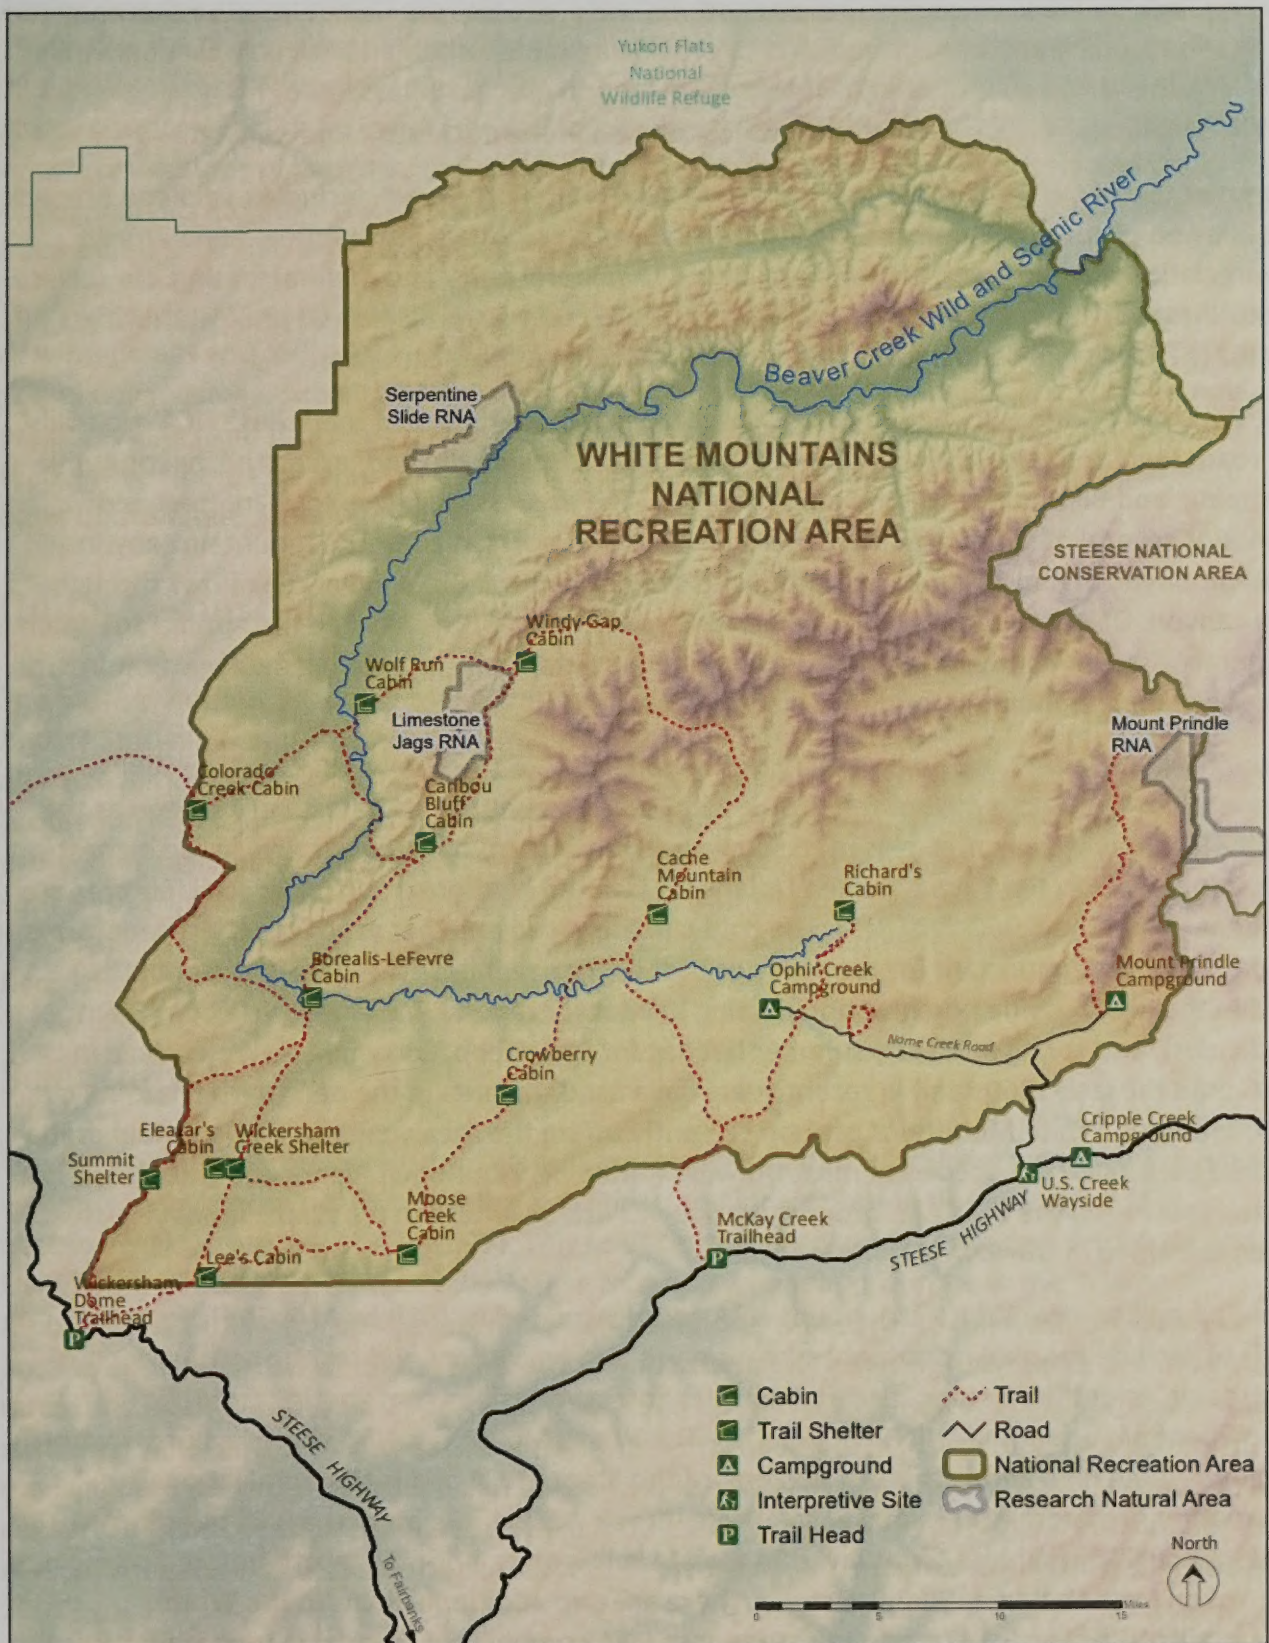 Yukon Flats
National
Wildlife Refuge
Beaver Creek Wild and Scenic River
Serpentine
Slide RNA
WHITE MOUNTAINS
NATIONAL
RECREATION AREA
STEESE NATIONAL
CONSERVATION AREA
Windy Gap
Cabin
Wolf Run
Cabin
Limestone
Jags RNA
Mount Prindle
RNA
Colorado
Creek Cabin
Caribou
Bluff
Cabin
Cache
Mountain
Cabin
Richard's
Cabin
Borealis-LeFevre
Cabin
Ophir Creek
Campground
Mount Prindle
Campground
Nome Creek Road
Crowberry
Cabin
Eleazar's
Cabin
Wickersham
Creek Shelter
Summit
Shelter
Cripple Creek
Campground
U.S. Creek
Wayside
Moose
Creek
Cabin
McKay Creek
Trailhead
STEESE HIGHWAY
Lee's Cabin
Wickersham
Dome
Trailhead
P
P
STEESE HIGHWAY
To Fairbanks
Cabin
Trail Shelter
Campground
Interpretive Site
P Trail Head
Trail
Road
National Recreation Area
Research Natural Area
North
0 5 10 15 Miles